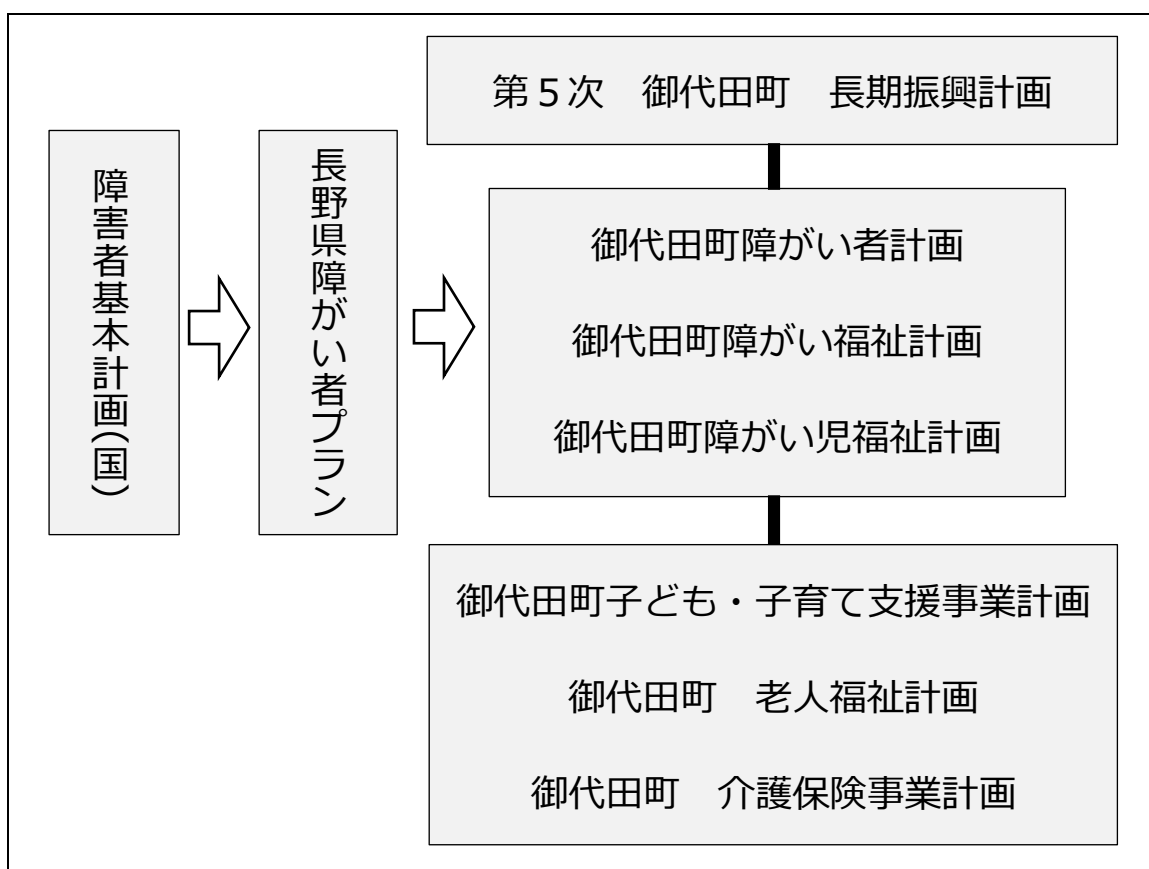 第５次　御代田町　長期振興計画
障害者基本計画(国)
長野県障がい者プラン
御代田町障がい者計画
御代田町障がい福祉計画
御代田町障がい児福祉計画
御代田町子ども・子育て支援事業計画
御代田町　老人福祉計画
御代田町　介護保険事業計画